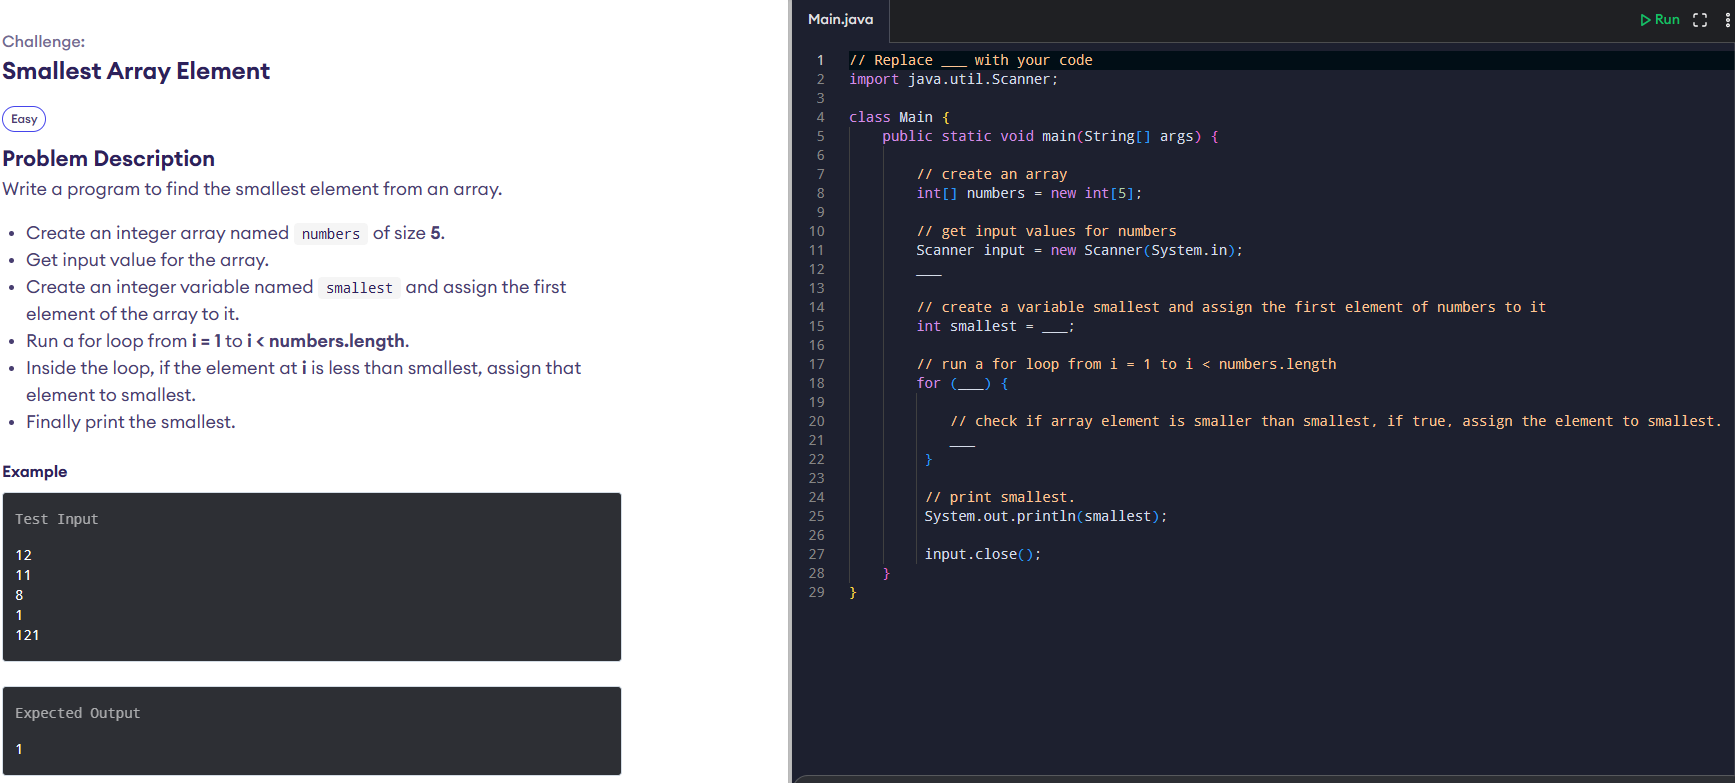 Challenge:
Smallest Array Element
Easy
Problem Description
Write a program to find the smallest element from an array.
• Create an integer array named numbers of size 5.
• Get input value for the array.
• Create an integer variable named smallest and assign the first
element of the array to it.
• Run a for loop from i = 1 to i < numbers.length.
• Inside the loop, if the element at i is less than smallest, assign that
element to smallest.
• Finally print the smallest.
Example
Test Input
12
11
8
1
121
Expected Output
1
Main.java
Run
1 // Replace ___ with your code
2 import java.util.Scanner;
3
4 class Main {
5     public static void main(String[] args) {
6
7         // create an array
8         int[] numbers = new int[5];
9
10         // get input values for numbers
11         Scanner input = new Scanner(System.in);
12         ___
13
14         // create a variable smallest and assign the first element of numbers to it
15         int smallest = ___;
16
17         // run a for loop from i = 1 to i < numbers.length
18         for (___) {
19
20             // check if array element is smaller than smallest, if true, assign the element to smallest.
21             ___
22          }
23
24          // print smallest.
25          System.out.println(smallest);
26
27          input.close();
28     }
29 }